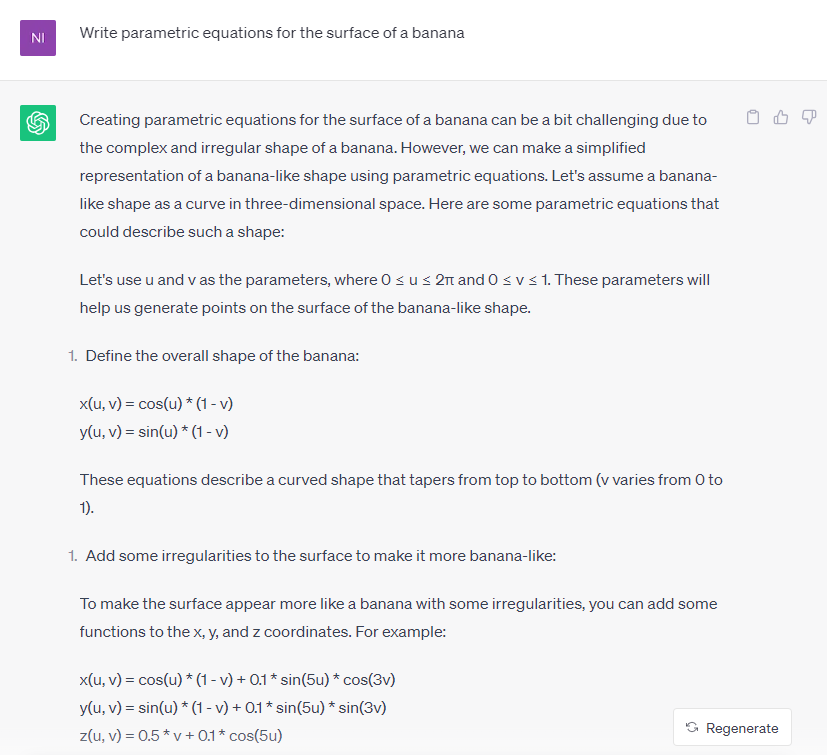 NI
Write parametric equations for the surface of a banana
Creating parametric equations for the surface of a banana can be a bit challenging due to
the complex and irregular shape of a banana. However, we can make a simplified
representation of a banana-like shape using parametric equations. Let's assume a banana-
like shape as a curve in three-dimensional space. Here are some parametric equations that
could describe such a shape:
Let's use u and v as the parameters, where 0 ≤ u ≤ 2π and 0 ≤ v ≤ 1. These parameters will
help us generate points on the surface of the banana-like shape.
1. Define the overall shape of the banana:
x(u, v) = cos(u) * (1 - v)
y(u, v) = sin(u) * (1 - v)
These equations describe a curved shape that tapers from top to bottom (v varies from 0 to
1).
1. Add some irregularities to the surface to make it more banana-like:
To make the surface appear more like a banana with some irregularities, you can add some
functions to the x, y, and z coordinates. For example:
x(u, v) = cos(u) * (1 - v) + 0.1 * sin(5u) * cos(3v)
y(u, v) = sin(u) * (1 - v) + 0.1 * sin(5u) * sin(3v)
z(u, v) = 0.5 * v + 0.1 * cos(5u)
Regenerate